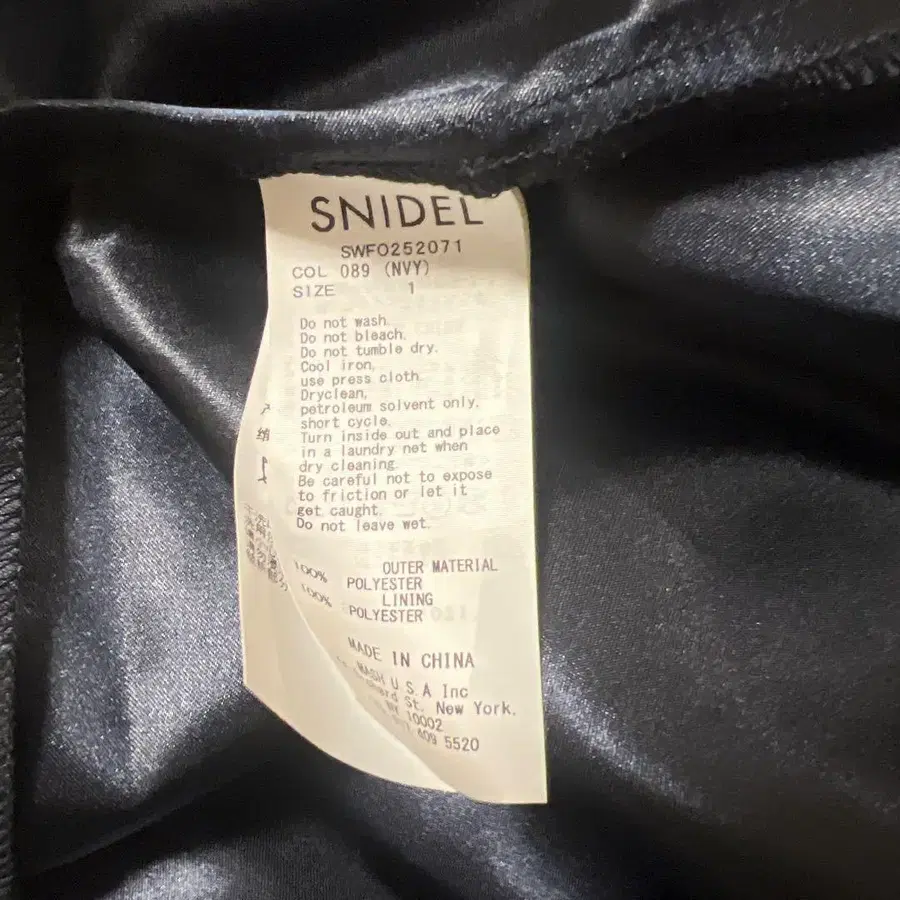 SNIDEL
SWFO252071
COL 089 (NVY)
SIZE 1
Do not wash.
Do not bleach.
Do not tumble dry.
Cool iron,
use press cloth.
Dryclean,
petroleum solvent only,
short cycle.
Turn inside out and place
in a laundry net when
dry cleaning
Be careful not to expose
to friction or let it
get caught.
Do not leave wet.
OUTER MATERIAL
100% POLYESTER
LINING
100% POLYESTER
MADE IN CHINA
MASH U.S.A Inc
St. New York.
NY 10002
409 5520